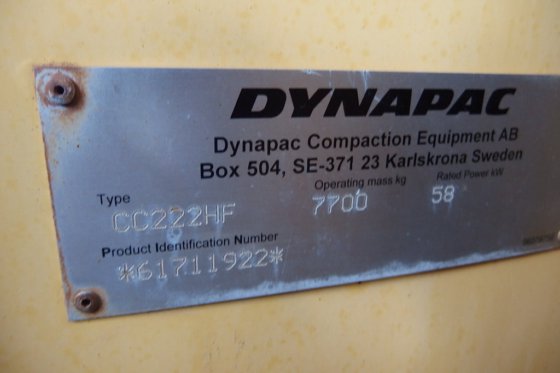 DYNAPAC
Dynapac Compaction Equipment AB
Box 504, SE-371 23 Karlskrona Sweden
Type Operating mass kg Rated Power kW
CC222HF 7700 58
Product Identification Number
*61711922*